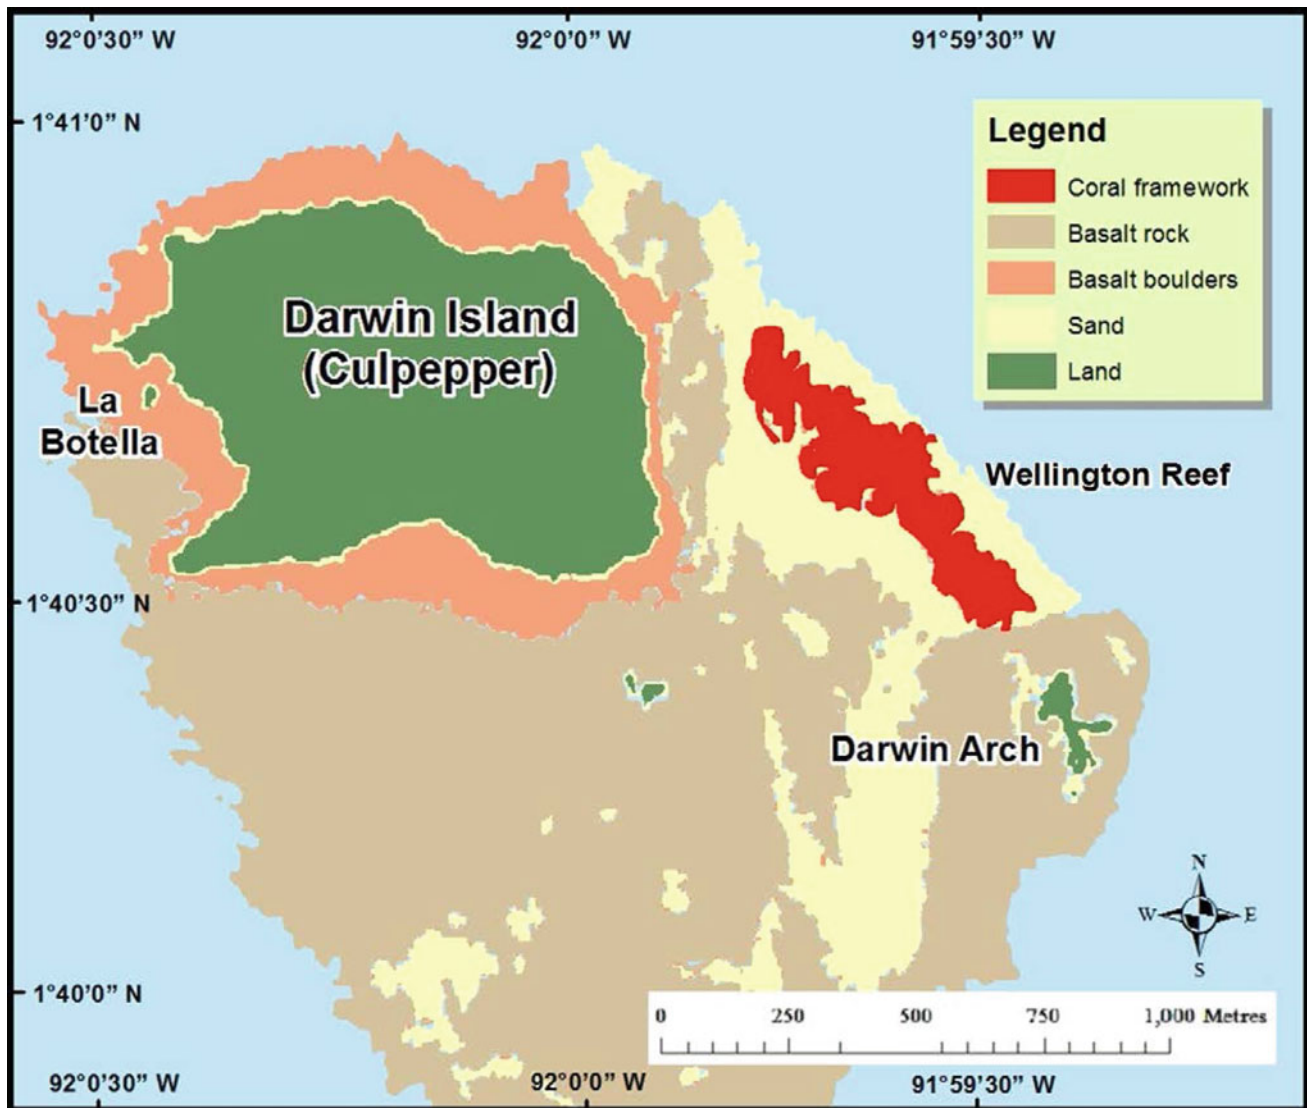 92°0'30” W
92°0'0” W
91°59'30” W
1°41'0” N
Legend
Coral framework
Basalt rock
Basalt boulders
Sand
Land
Darwin Island
(Culpepper)
La
Botella
Wellington Reef
1°40'30” N
Darwin Arch
N
W
E
S
1°40'0” N
0 250 500 750 1,000 Metres
92°0'30” W
92°0'0” W
91°59'30” W